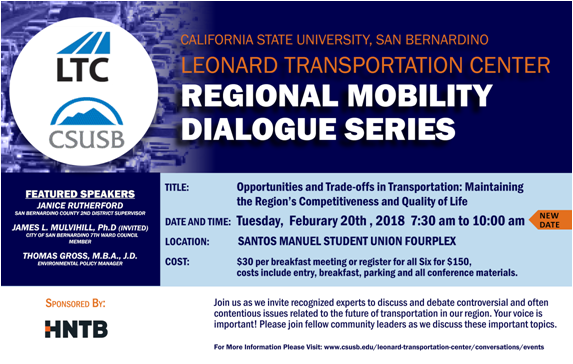 LTC
CSUSB
CALIFORNIA STATE UNIVERSITY, SAN BERNARDINO
LEONARD TRANSPORTATION CENTER
REGIONAL MOBILITY
DIALOGUE SERIES
FEATURED SPEAKERS
JANICE RUTHERFORD
SAN BERNARDINO COUNTY 2ND DISTRICT SUPERVISOR
JAMES L. MULVIHILL, Ph.D (INVITED)
CITY OF SAN BERNARDINO 7TH WARD COUNCIL
MEMBER
THOMAS GROSS, M.B.A., J.D.
ENVIRONMENTAL POLICY MANAGER
TITLE: Opportunities and Trade-offs in Transportation: Maintaining
the Region's Competitiveness and Quality of Life
DATE AND TIME: Tuesday, Feburary 20th , 2018 7:30 am to 10:00 am
NEW
DATE
LOCATION: SANTOS MANUEL STUDENT UNION FOURPLEX
COST: $30 per breakfast meeting or register for all Six for $150,
costs include entry, breakfast, parking and all conference materials.
SPONSORED BY:
HNTB
Join us as we invite recognized experts to discuss and debate controversial and often
contentious issues related to the future of transportation in our region. Your voice is
important! Please join fellow community leaders as we discuss these important topics.
For More Information Please Visit: www.csusb.edu/leonard-transportation-center/conversations/events